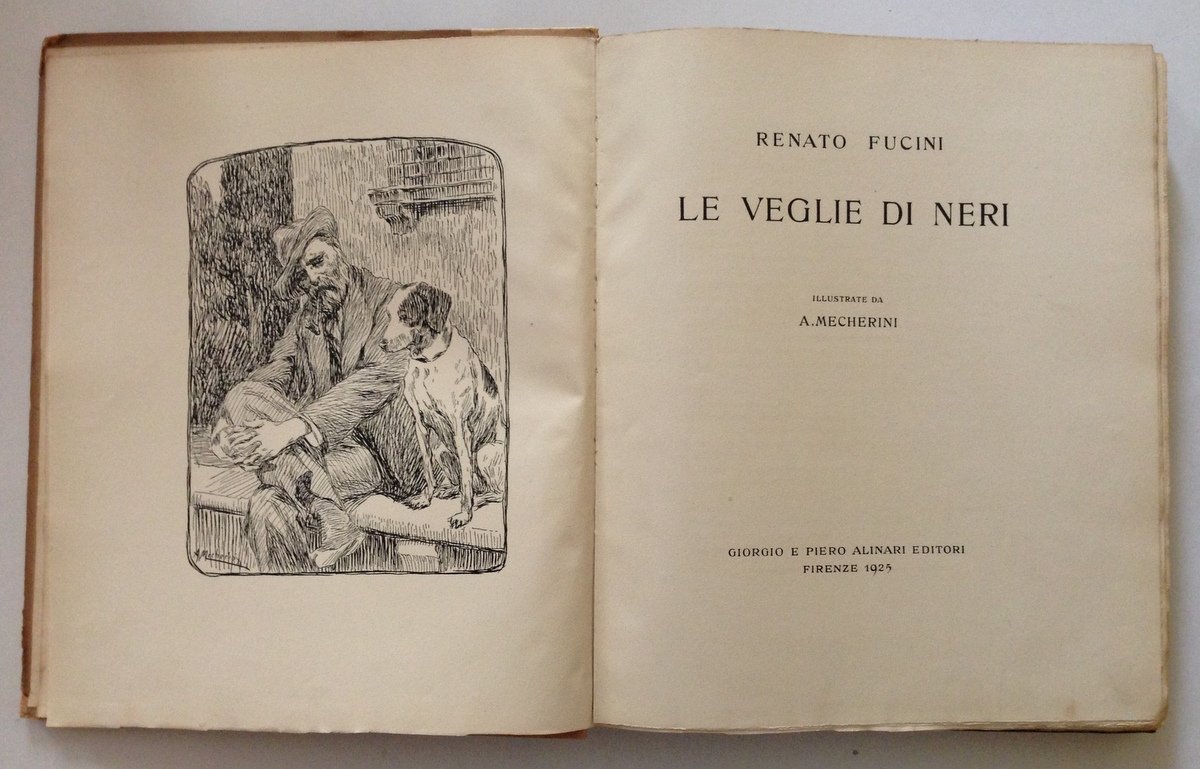 RENATO FUCINI
LE VEGLIE DI NERI
ILLUSTRATE DA
A.MECHERINI
GIORGIO E PIERO ALINARI EDITORI
FIRENZE 1925